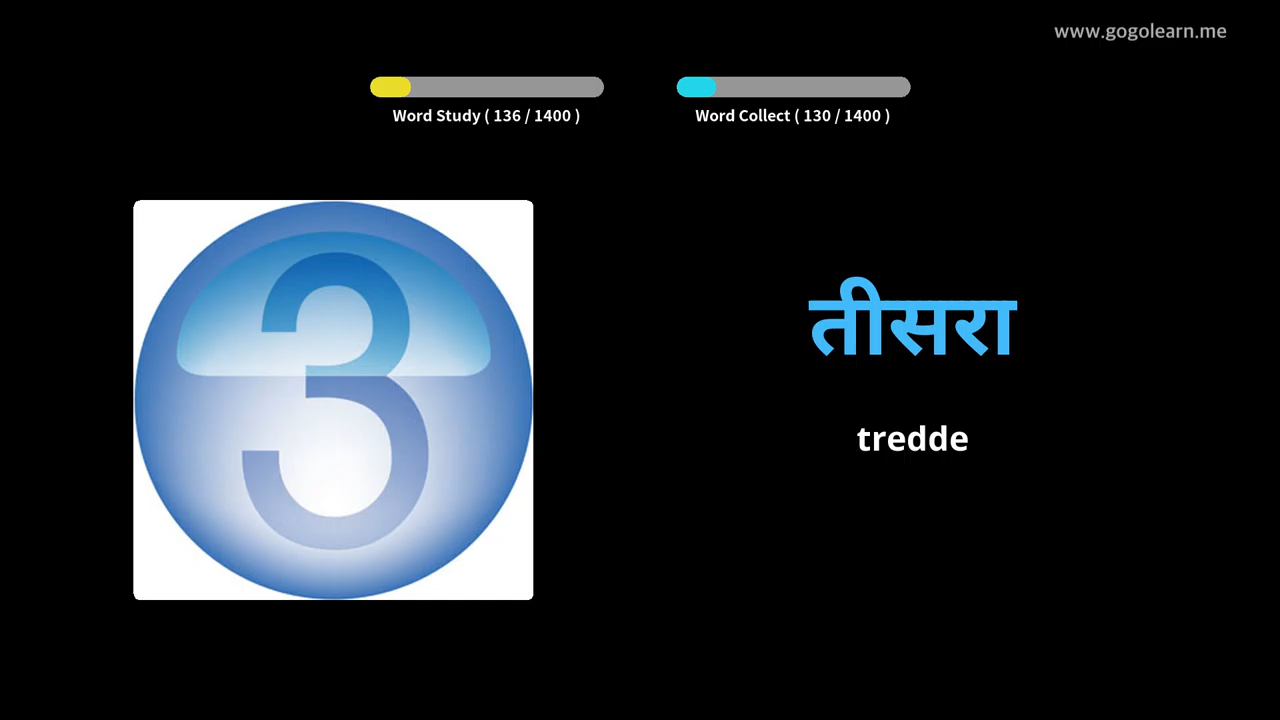 www.gogolearn.me
Word Study ( 136 / 1400 )
Word Collect ( 130 / 1400 )
3
तीसरा
tredde